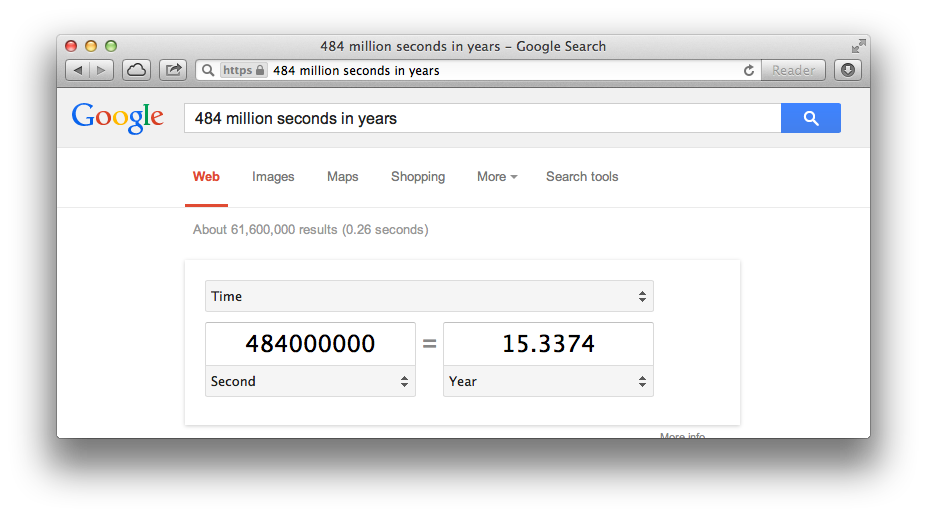 484 million seconds in years – Google Search
https 484 million seconds in years Reader
Google 484 million seconds in years
Web Images Maps Shopping More Search tools
About 61,600,000 results (0.26 seconds)
Time
484000000 = 15.3374
Second Year
More info